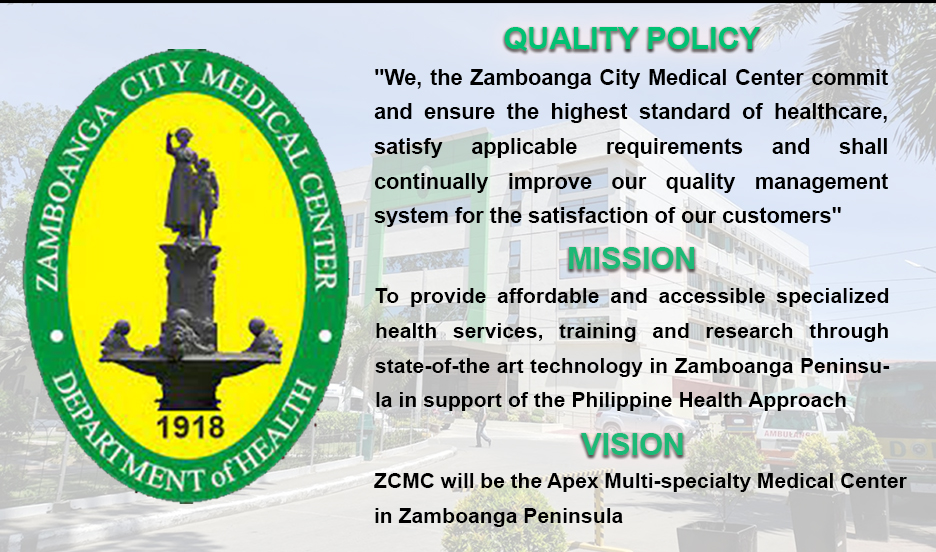 ZAMBOANGA CITY MEDICAL CENTER
1918
DEPARTMENT of HEALTH
QUALITY POLICY
"We, the Zamboanga City Medical Center commit
and ensure the highest standard of healthcare,
satisfy applicable requirements and shall
continually improve our quality management
system for the satisfaction of our customers"
MISSION
To provide affordable and accessible specialized
health services, training and research through
state-of-the art technology in Zamboanga Peninsu-
la in support of the Philippine Health Approach
VISION
ZCMC will be the Apex Multi-specialty Medical Center
in Zamboanga Peninsula